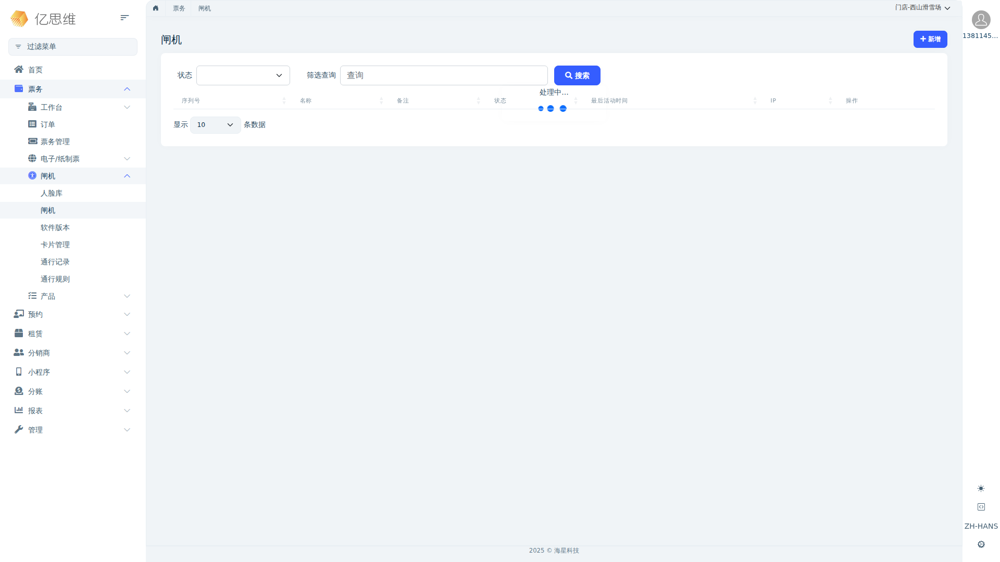 亿思维
过滤菜单
首页
票务
工作台
订单
票务管理
电子/纸制票
闸机
人脸库
闸机
软件版本
卡片管理
通行记录
通行规则
产品
预约
租赁
分销商
小程序
分账
报表
管理
票务
闸机
门店-西山滑雪场
闸机
新增
状态
筛选查询
查询
搜索
处理中...
序列号
名称
备注
状态
最后活动时间
IP
操作
显示 10 条数据
2025 © 海星科技
1381145...
ZH-HANS